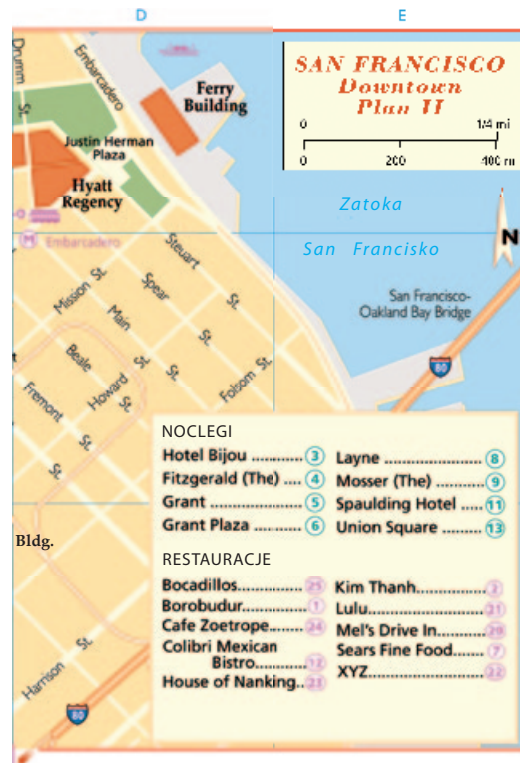 D
E
SAN FRANCISCO
Downtown
Plan II
0 1/4 mi
0 200 400 m
Drumm St.
Embarcadero
Ferry
Building
Justin Herman
Plaza
Hyatt
Regency
Zatoka
San Francisko
N
M Embarcadero
Steuart St.
Spear St.
Mission St.
Main St.
Beale St.
Howard St.
Folsom St.
Fremont St.
San Francisco-
Oakland Bay Bridge
80
NOCLEGI
Hotel Bijou ............ 3
Fitzgerald (The) .... 4
Grant .................... 5
Grant Plaza ........... 6
Layne ..................... 8
Mosser (The) ......... 9
Spaulding Hotel ..... 11
Union Square ........ 13
Bldg.
RESTAURACJE
Bocadillos............ 25
Borobudur............ 1
Cafe Zoetrope........ 24
Colibri Mexican
Bistro............ 12
House of Nanking.. 23
Kim Thanh............. 2
Lulu..................... 21
Mel's Drive In........ 20
Sears Fine Food....... 7
XYZ..................... 22
Harrison St.
80